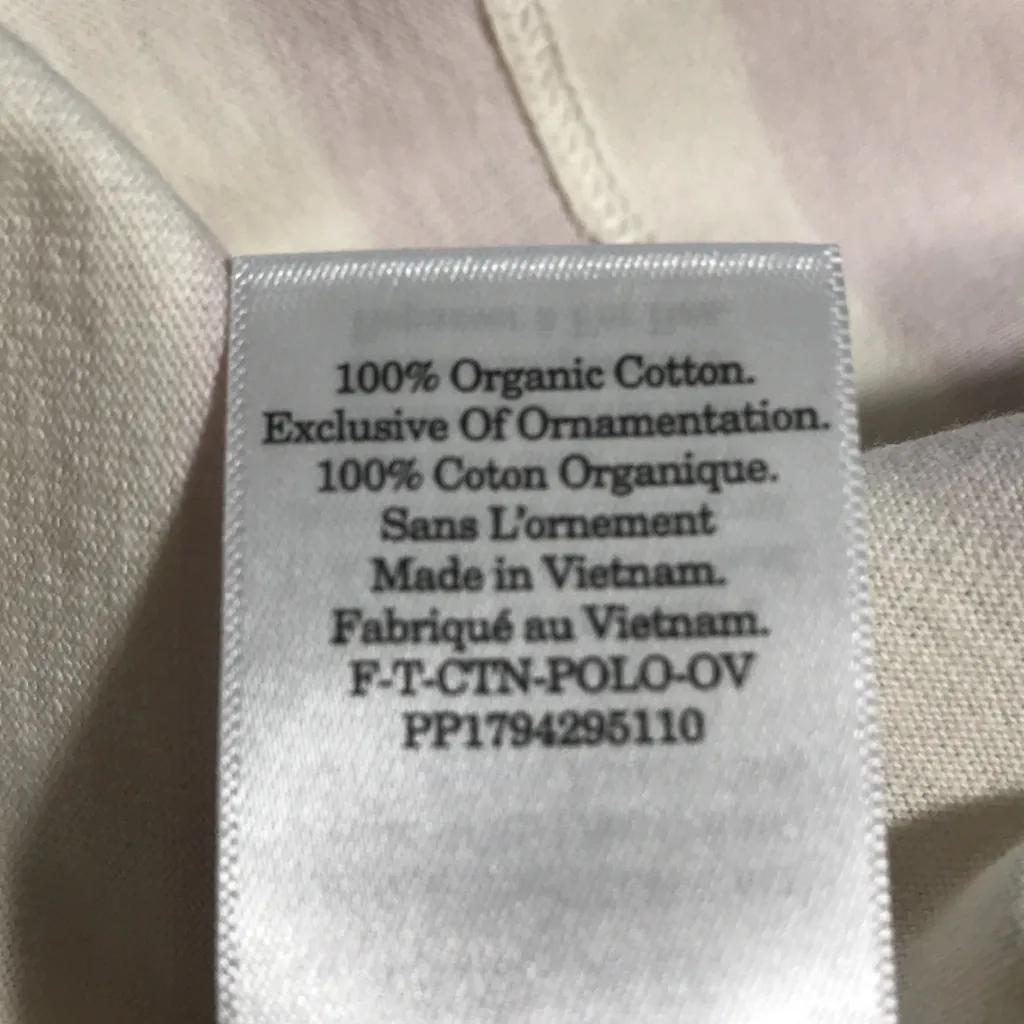 100% Organic Cotton.
Exclusive Of Ornamentation.
100% Coton Organique.
Sans L'ornement
Made in Vietnam.
Fabriqué au Vietnam.
F-T-CTN-POLO-OV
PP1794295110